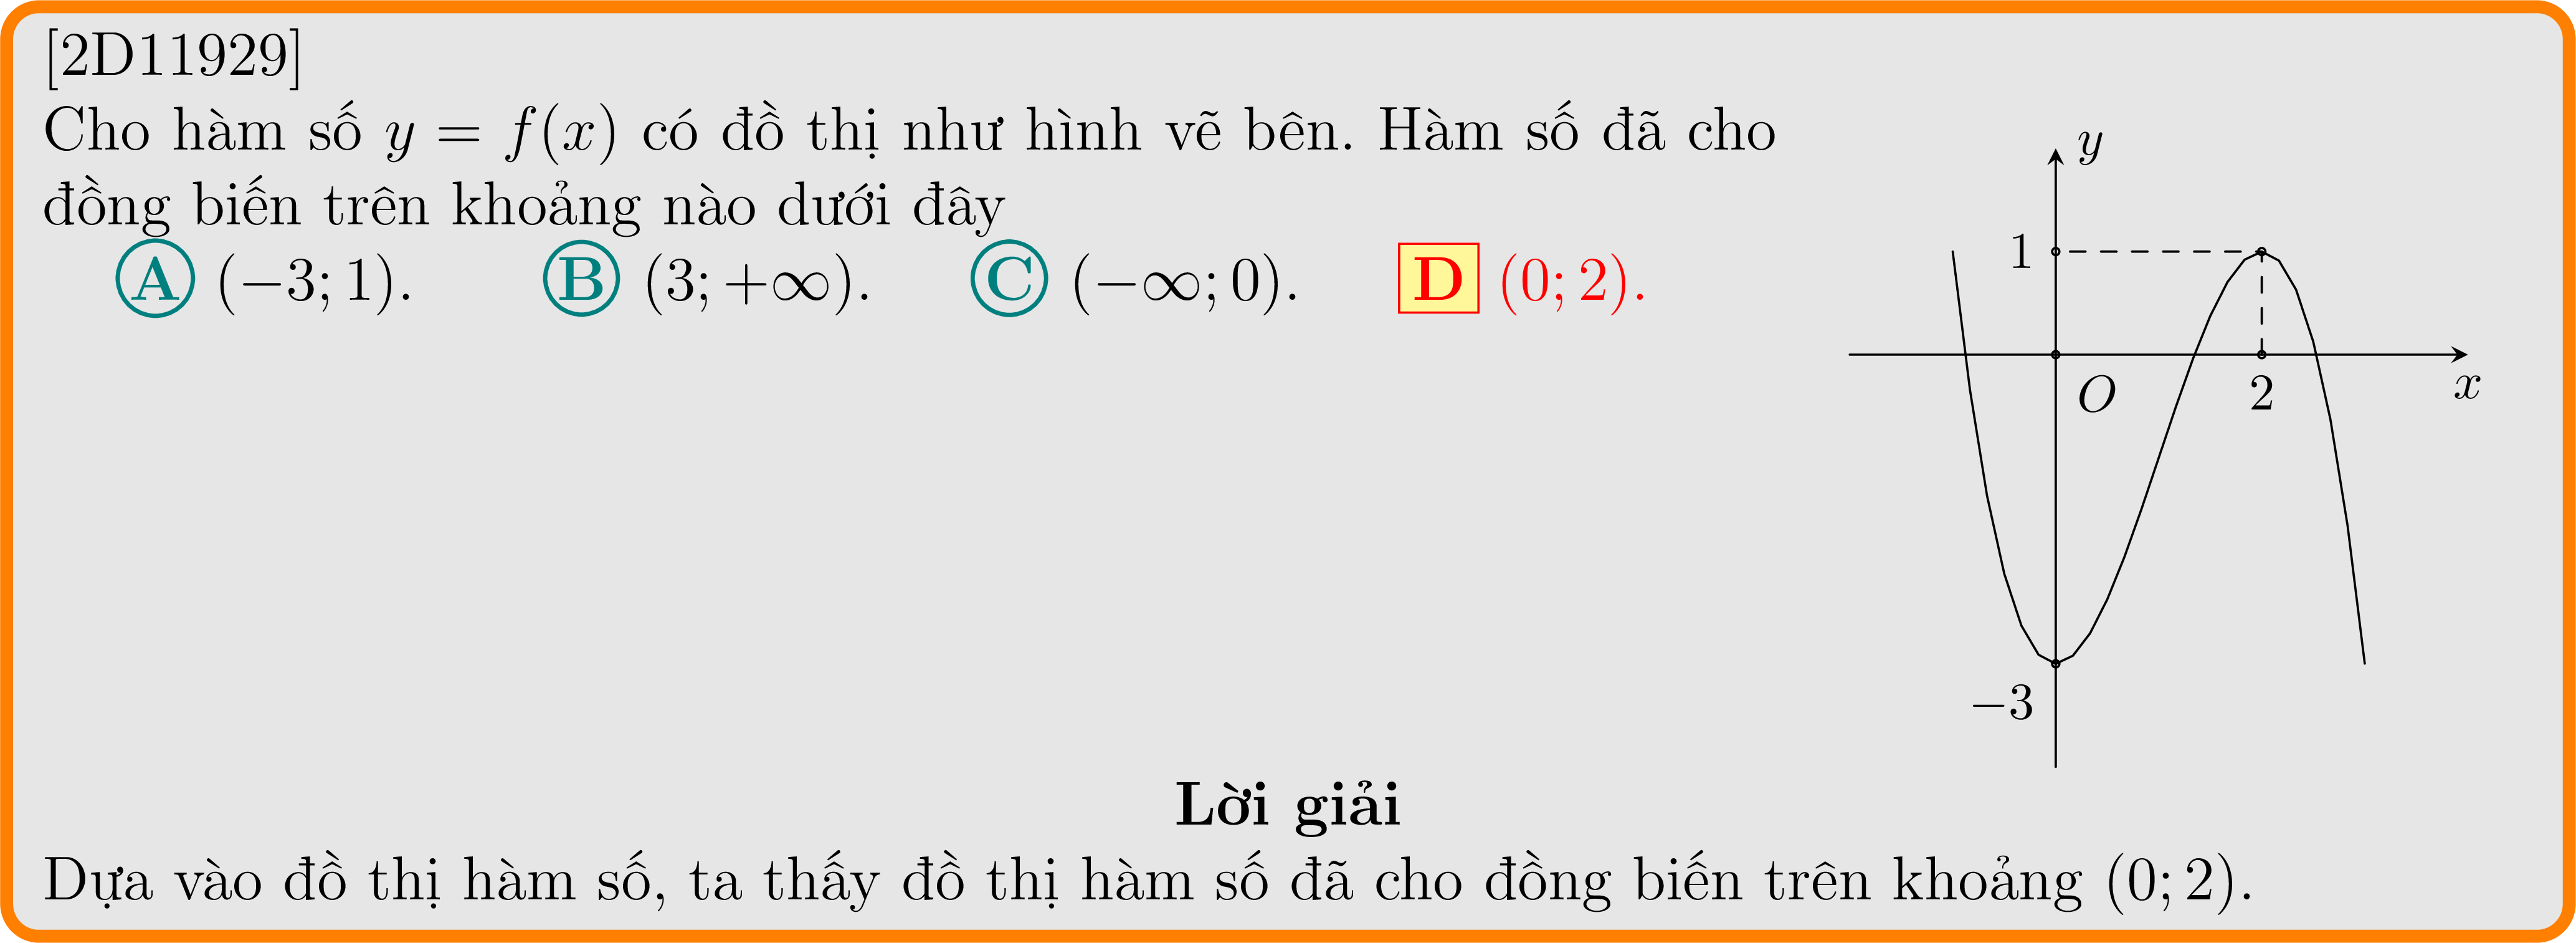 [2D11929]
Cho hàm số y = f(x) có đồ thị như hình vẽ bên. Hàm số đã cho
đồng biến trên khoảng nào dưới đây
A (−3; 1). B (3; +∞). C (−∞; 0). D (0; 2).
y
1
O
2
x
−3
Lời giải
Dựa vào đồ thị hàm số, ta thấy đồ thị hàm số đã cho đồng biến trên khoảng (0; 2).